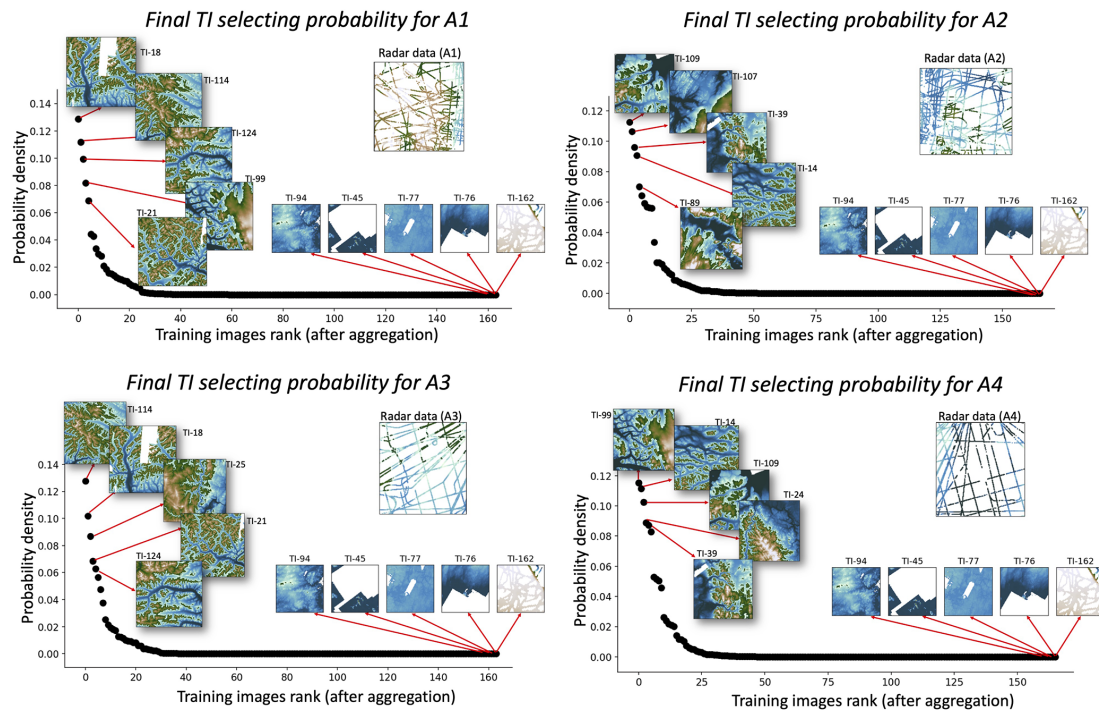 Final TI selecting probability for A1
TI-18
TI-114
TI-124
TI-99
TI-21
Radar data (A1)
TI-94 TI-45 TI-77 TI-76 TI-162
Probability density
0.14
0.12
0.10
0.08
0.06
0.04
0.02
0.00
0 20 40 60 80 100 120 140 160
Training images rank (after aggregation)
Final TI selecting probability for A2
TI-109
TI-107
TI-39
TI-14
TI-89
Radar data (A2)
TI-94 TI-45 TI-77 TI-76 TI-162
Probability density
0.12
0.10
0.08
0.06
0.04
0.02
0.00
0 25 50 75 100 125 150
Training images rank (after aggregation)
Final TI selecting probability for A3
TI-114
TI-18
TI-25
TI-21
TI-124
Radar data (A3)
TI-94 TI-45 TI-77 TI-76 TI-162
Probability density
0.14
0.12
0.10
0.08
0.06
0.04
0.02
0.00
0 20 40 60 80 100 120 140 160
Training images rank (after aggregation)
Final TI selecting probability for A4
TI-99
TI-14
TI-109
TI-24
TI-39
Radar data (A4)
TI-94 TI-45 TI-77 TI-76 TI-162
Probability density
0.12
0.10
0.08
0.06
0.04
0.02
0.00
0 25 50 75 100 125 150
Training images rank (after aggregation)